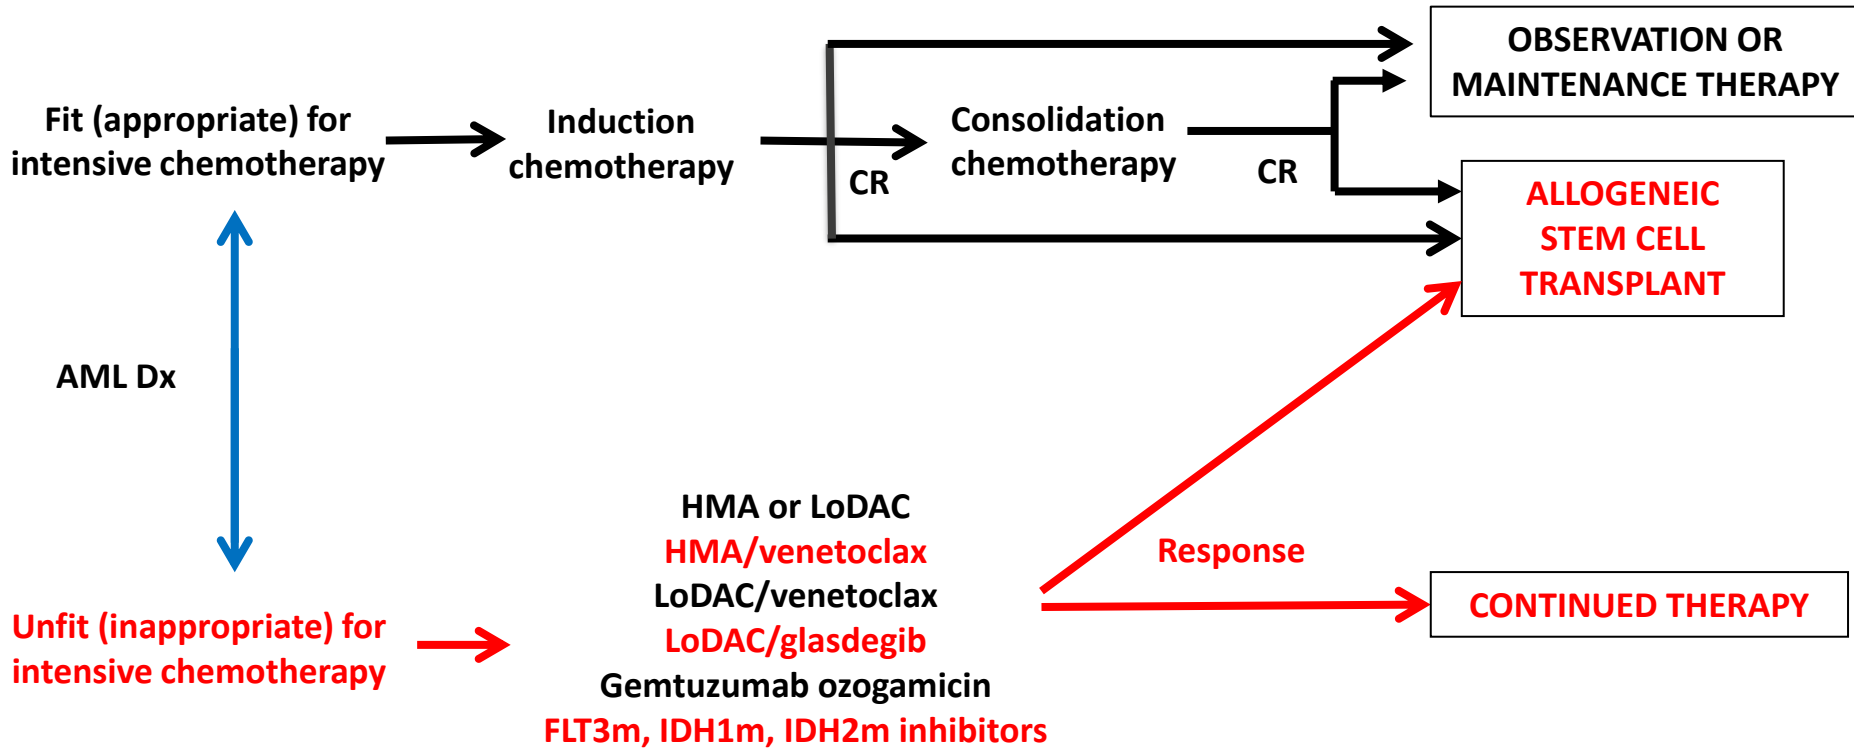 Fit (appropriate) for
intensive chemotherapy
Induction
chemotherapy
CR
Consolidation
chemotherapy
CR
OBSERVATION OR
MAINTENANCE THERAPY
ALLOGENEIC
STEM CELL
TRANSPLANT
AML Dx
Unfit (inappropriate) for
intensive chemotherapy
HMA or LoDAC
HMA/venetoclax
LoDAC/venetoclax
LoDAC/glasdegib
Gemtuzumab ozogamicin
FLT3m, IDH1m, IDH2m inhibitors
Response
CONTINUED THERAPY